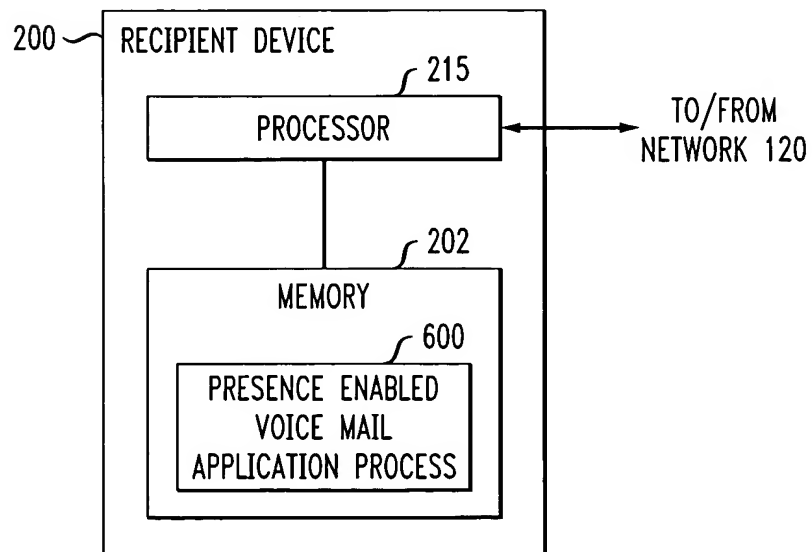 200
RECIPIENT DEVICE
215
PROCESSOR
TO/FROM
NETWORK 120
202
MEMORY
600
PRESENCE ENABLED
VOICE MAIL
APPLICATION PROCESS